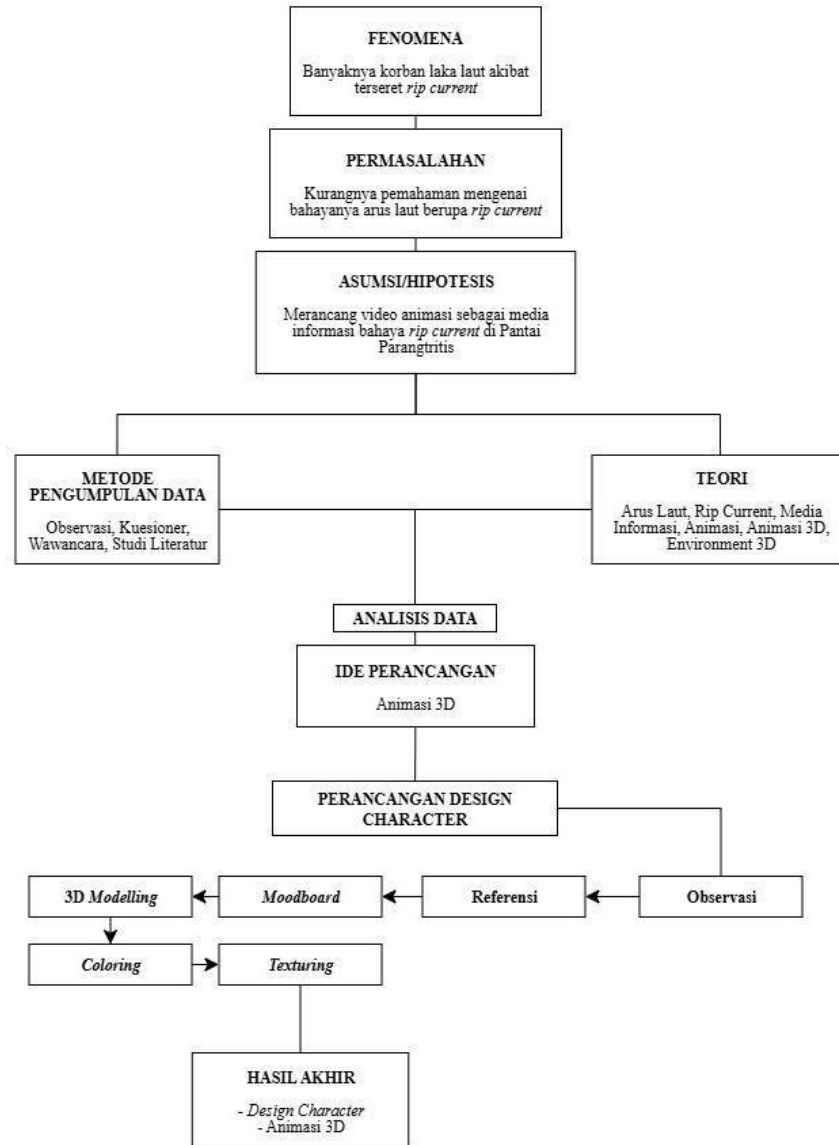 FENOMENA
Banyaknya korban laka laut akibat
terseret rip current
PERMASALAHAN
Kurangnya pemahaman mengenai
bahayanya arus laut berupa rip current
ASUMSI/HIPOTESIS
Merancang video animasi sebagai media
informasi bahaya rip current di Pantai
Parangtritis
METODE
PENGUMPULAN DATA
Observasi, Kuesioner,
Wawancara, Studi Literatur
TEORI
Arus Laut, Rip Current, Media
Informasi, Animasi, Animasi 3D,
Environment 3D
ANALISIS DATA
IDE PERANCANGAN
Animasi 3D
PERANCANGAN DESIGN
CHARACTER
Observasi
Referensi
Moodboard
3D Modelling
Coloring
Texturing
HASIL AKHIR
- Design Character
- Animasi 3D